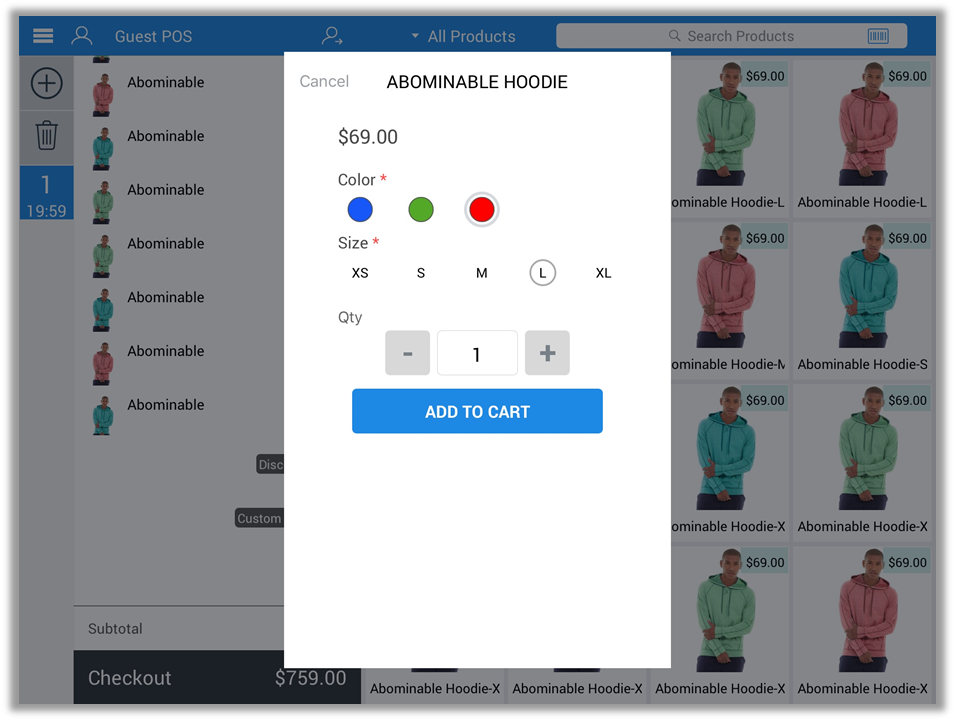 Guest POS
All Products
Search Products
1
19:59
Abominable
Abominable
Abominable
Abominable
Abominable
Abominable
Abominable
Disc
Custom
Subtotal
Checkout $759.00
Cancel
ABOMINABLE HOODIE
$69.00
Color *
Size *
XS S M L XL
Qty
- 1 +
ADD TO CART
$69.00 $69.00
ominable Hoodie-L Abominable Hoodie-L
$69.00 $69.00
ominable Hoodie-M Abominable Hoodie-S
$69.00 $69.00
ominable Hoodie-X Abominable Hoodie-X
$69.00 $69.00
Abominable Hoodie-X Abominable Hoodie-X Abominable Hoodie-X Abominable Hoodie-X